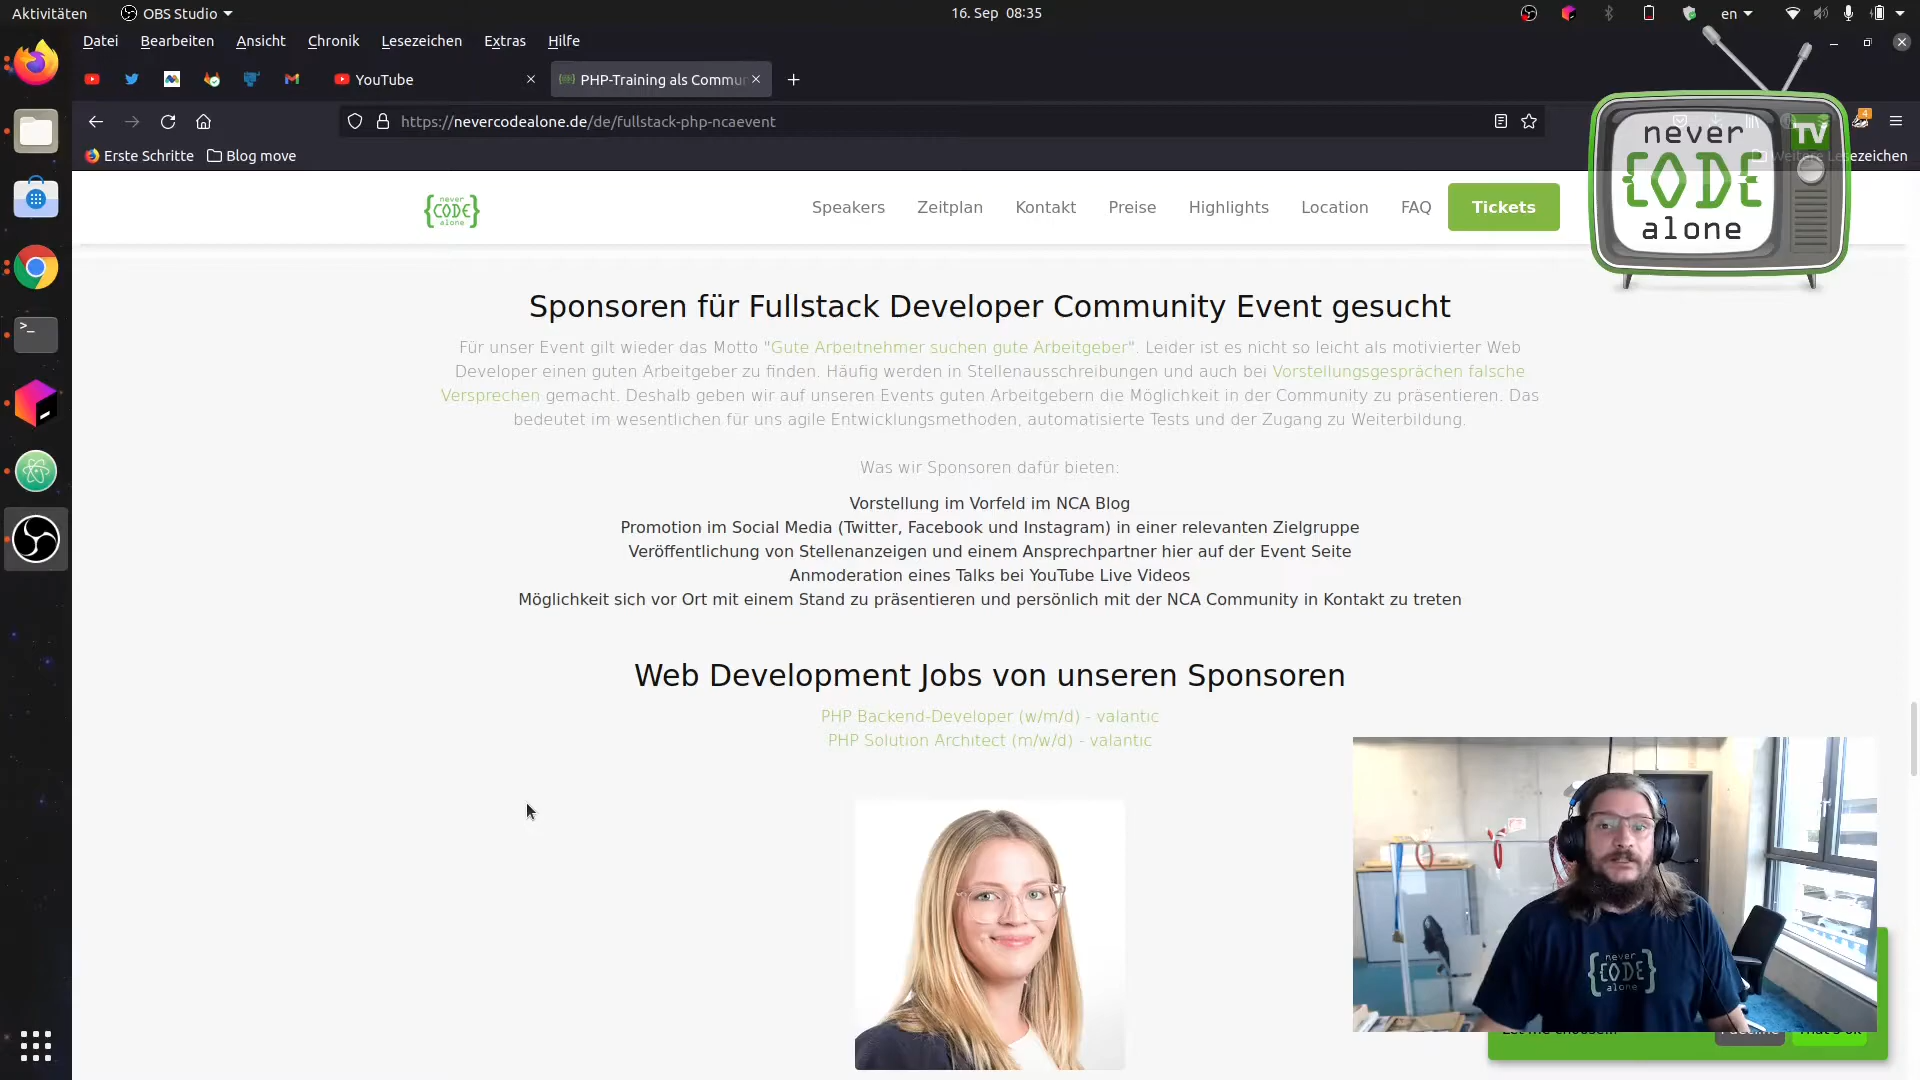 Aktivitäten
OBS Studio
16. Sep 08:35
en
Datei Bearbeiten Ansicht Chronik Lesezeichen Extras Hilfe
YouTube
PHP-Training als Commu
https://nevercodealone.de/de/fullstack-php-ncaevent
4
Erste Schritte
Blog move
Weitere Lesezeichen
never
CODE
alone
TV
never
{CODE}
alone
Speakers Zeitplan Kontakt Preise Highlights Location FAQ Tickets
Sponsoren für Fullstack Developer Community Event gesucht
Für unser Event gilt wieder das Motto "Gute Arbeitnehmer suchen gute Arbeitgeber". Leider ist es nicht so leicht als motivierter Web
Developer einen guten Arbeitgeber zu finden. Häufig werden in Stellenausschreibungen und auch bei Vorstellungsgesprächen falsche
Versprechen gemacht. Deshalb geben wir auf unseren Events guten Arbeitgebern die Möglichkeit in der Community zu präsentieren. Das
bedeutet im wesentlichen für uns agile Entwicklungsmethoden, automatisierte Tests und der Zugang zu Weiterbildung.
Was wir Sponsoren dafür bieten:
Vorstellung im Vorfeld im NCA Blog
Promotion im Social Media (Twitter, Facebook und Instagram) in einer relevanten Zielgruppe
Veröffentlichung von Stellenanzeigen und einem Ansprechpartner hier auf der Event Seite
Anmoderation eines Talks bei YouTube Live Videos
Möglichkeit sich vor Ort mit einem Stand zu präsentieren und persönlich mit der NCA Community in Kontakt zu treten
Web Development Jobs von unseren Sponsoren
PHP Backend-Developer (w/m/d) - valantic
PHP Solution Architect (m/w/d) - valantic
never
{CODE}
alone